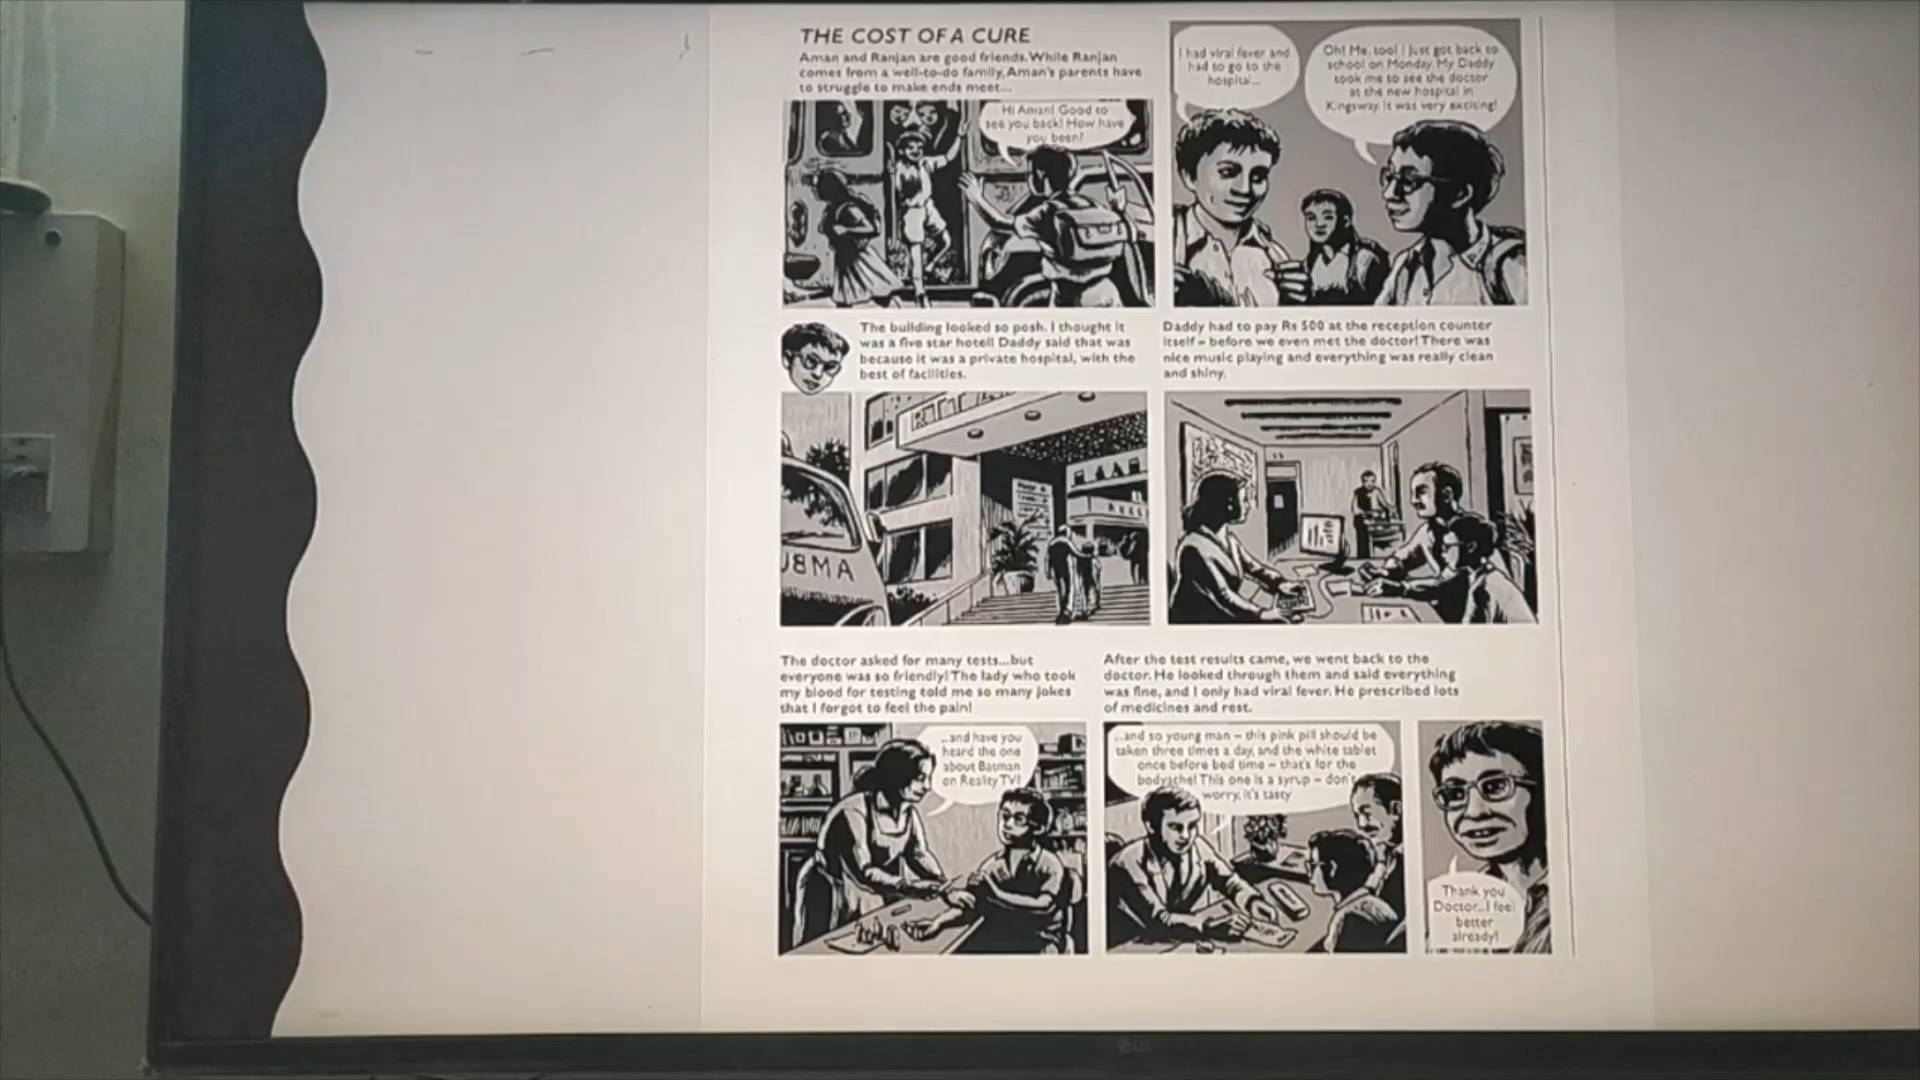 THE COST OF A CURE
Aman and Ranjan are good friends. While Ranjan
comes from a well-to-do family, Aman's parents have
to struggle to make ends meet...
Hi Aman! Good to
see you back! How have
you been?
I had viral fever and
had to go to the
hospital...
Oh! Me, too! I just got back to
school on Monday. My Daddy
took me to see the doctor
at the new hospital in
Kingsway. It was very exciting!
The building looked so posh. I thought it
was a five star hotel! Daddy said that was
because it was a private hospital, with the
best of facilities.
Daddy had to pay Rs 500 at the reception counter
itself – before we even met the doctor! There was
nice music playing and everything was really clean
and shiny.
AMBU
The doctor asked for many tests...but
everyone was so friendly! The lady who took
my blood for testing told me so many jokes
that I forgot to feel the pain!
...and have you
heard the one
about Batman
on Reality TV?
After the test results came, we went back to the
doctor. He looked through them and said everything
was fine, and I only had viral fever. He prescribed lots
of medicines and rest.
...and so young man – this pink pill should be
taken three times a day, and the white tablet
once before bed time – that's for the
bodyache! This one is a syrup – don't
worry, it's tasty
Thank you
Doctor...I feel
better
already!
LG